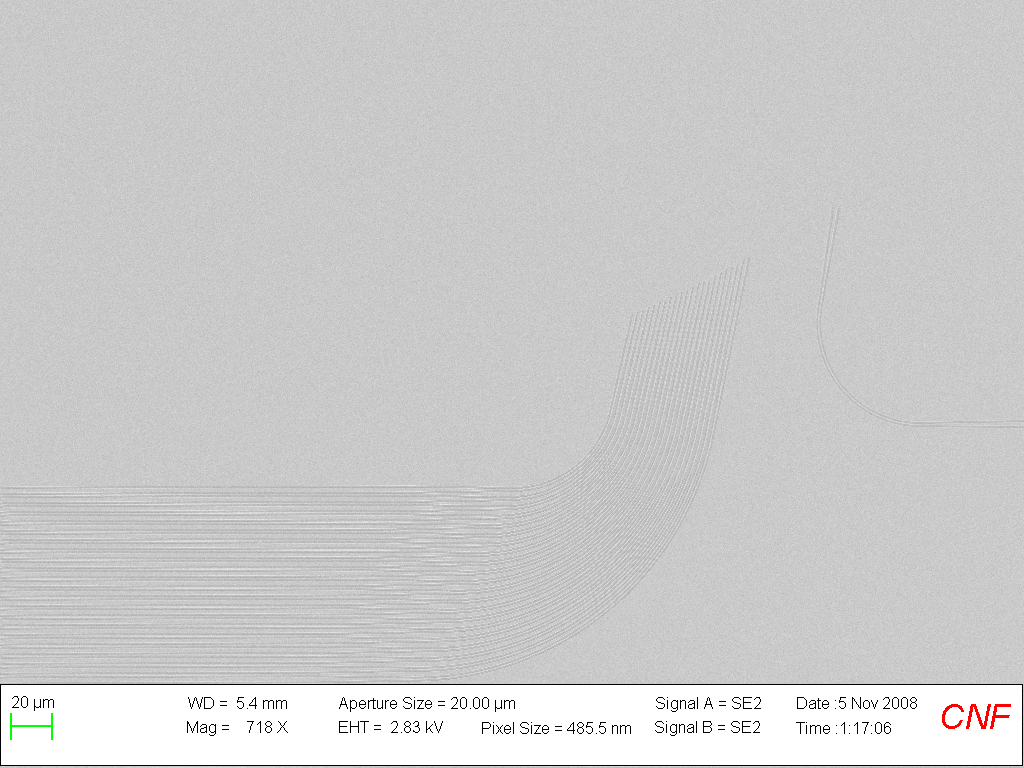 20 µm WD = 5.4 mm Aperture Size = 20.00 µm Signal A = SE2 Date :5 Nov 2008
Mag = 718 X EHT = 2.83 kV Pixel Size = 485.5 nm Signal B = SE2 Time :1:17:06
CNF